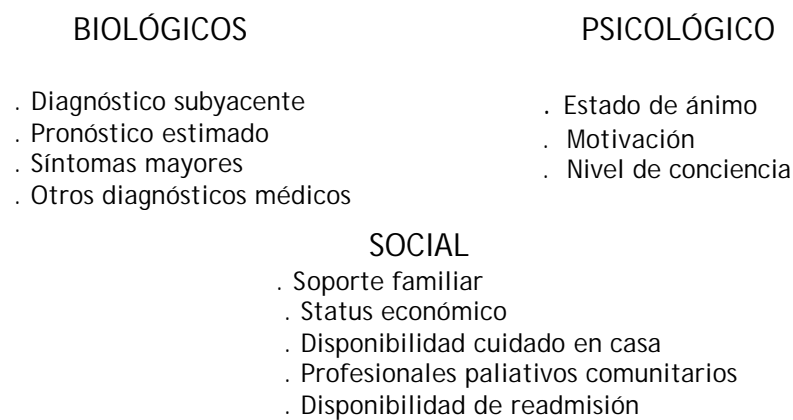 BIOLÓGICOS
. Diagnóstico subyacente
. Pronóstico estimado
. Síntomas mayores
. Otros diagnósticos médicos
PSICOLÓGICO
. Estado de ánimo
. Motivación
. Nivel de conciencia
SOCIAL
. Soporte familiar
. Status económico
. Disponibilidad cuidado en casa
. Profesionales paliativos comunitarios
. Disponibilidad de readmisión